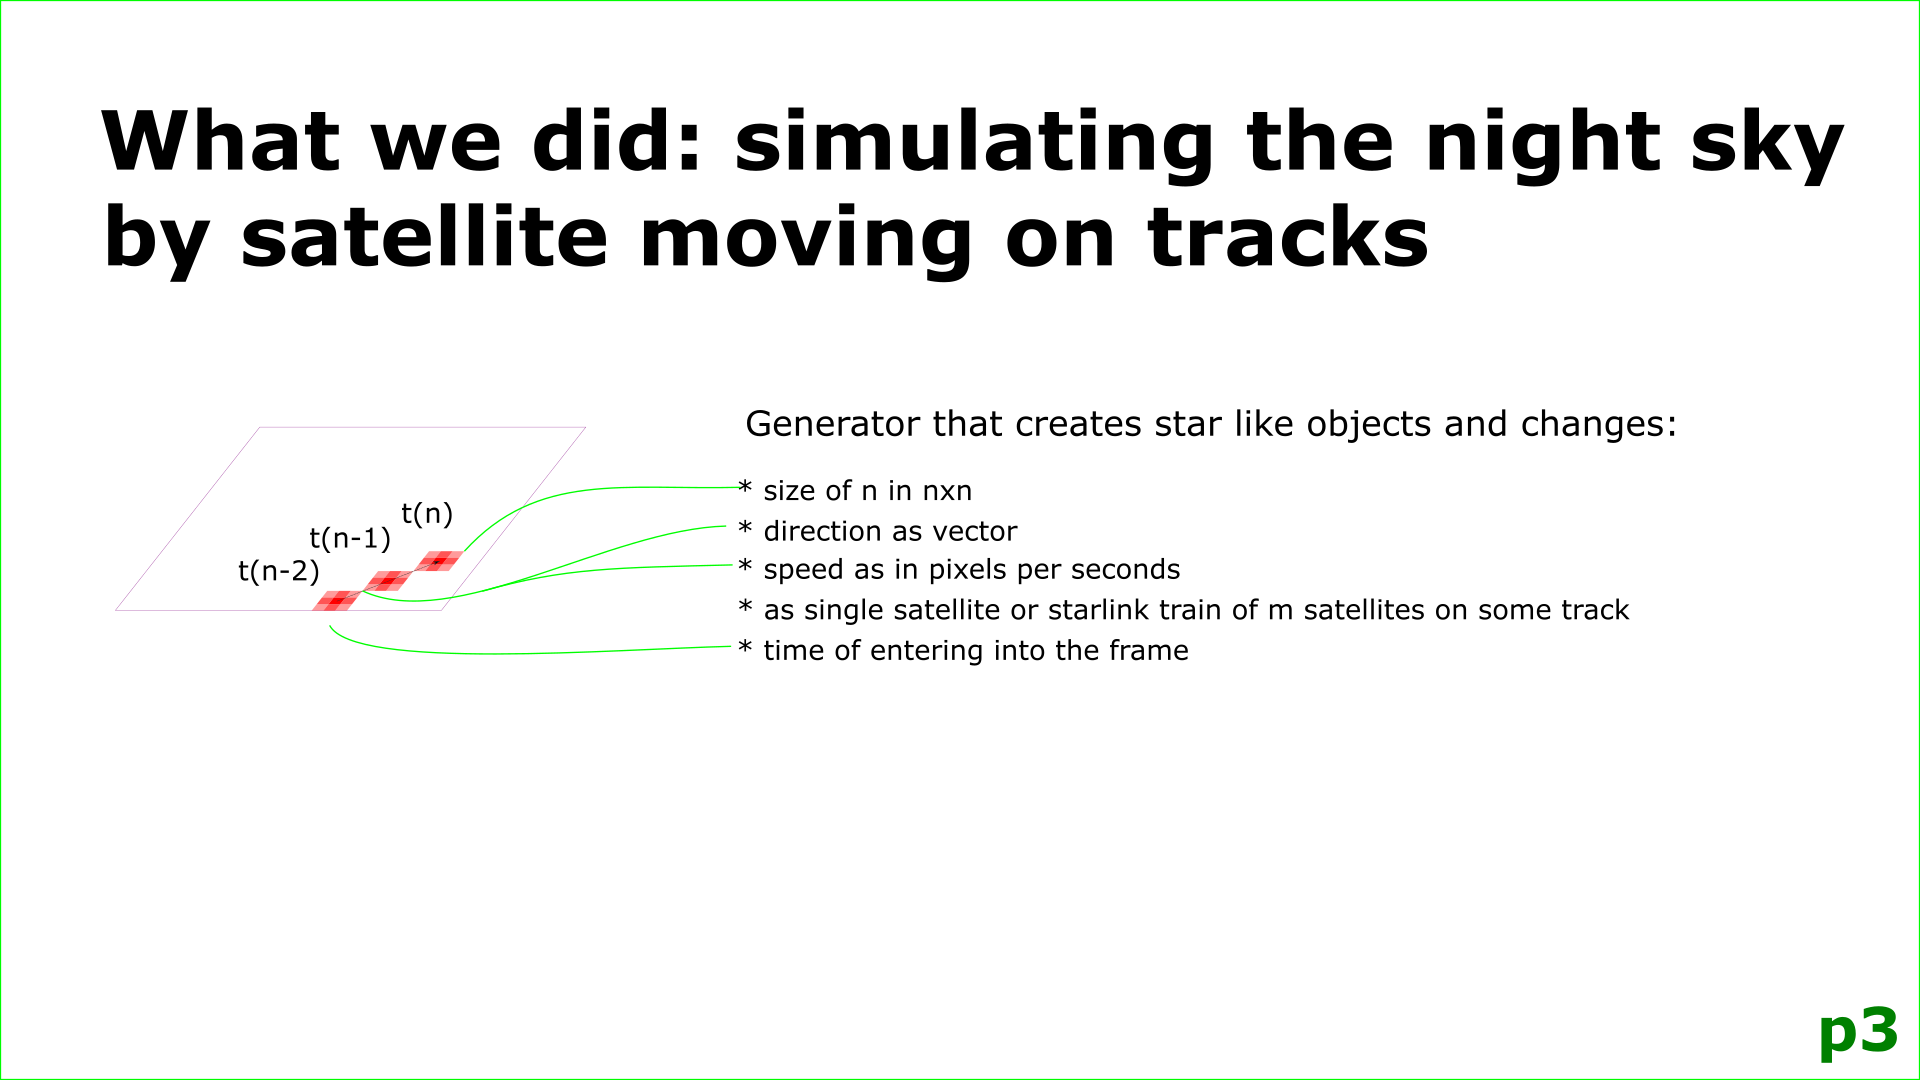 What we did: simulating the night sky
by satellite moving on tracks
Generator that creates star like objects and changes:
* size of n in nxn
* direction as vector
* speed as in pixels per seconds
* as single satellite or starlink train of m satellites on some track
* time of entering into the frame
t(n)
t(n-1)
t(n-2)
p3